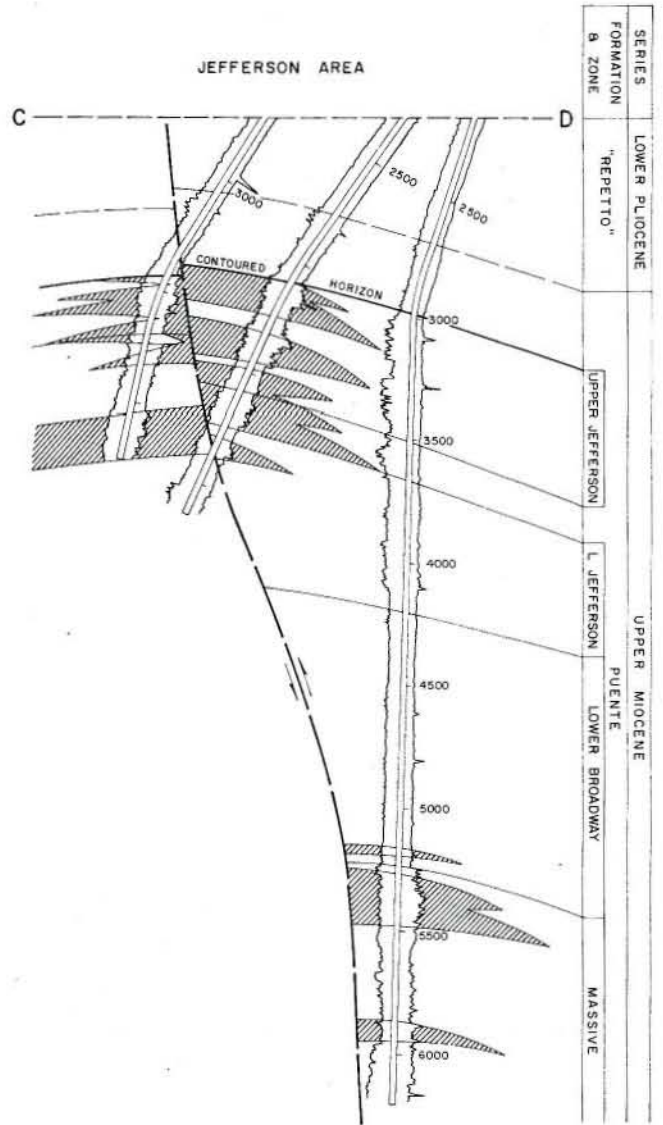 JEFFERSON AREA
SERIES
FORMATION
& ZONE
LOWER PLIOCENE
"REPETTO"
C
D
2500
2500
3000
CONTOURED
HORIZON
3000
3500
4000
4500
5000
5500
6000
UPPER JEFFERSON
L JEFFERSON
LOWER BROADWAY
MASSIVE
PUENTE
UPPER MIOCENE